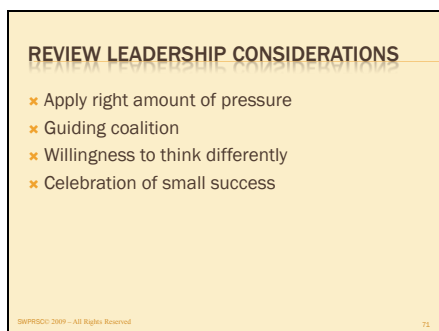 REVIEW LEADERSHIP CONSIDERATIONS
Apply right amount of pressure
Guiding coalition
Willingness to think differently
Celebration of small success
SWPRSC© 2009 – All Rights Reserved
71